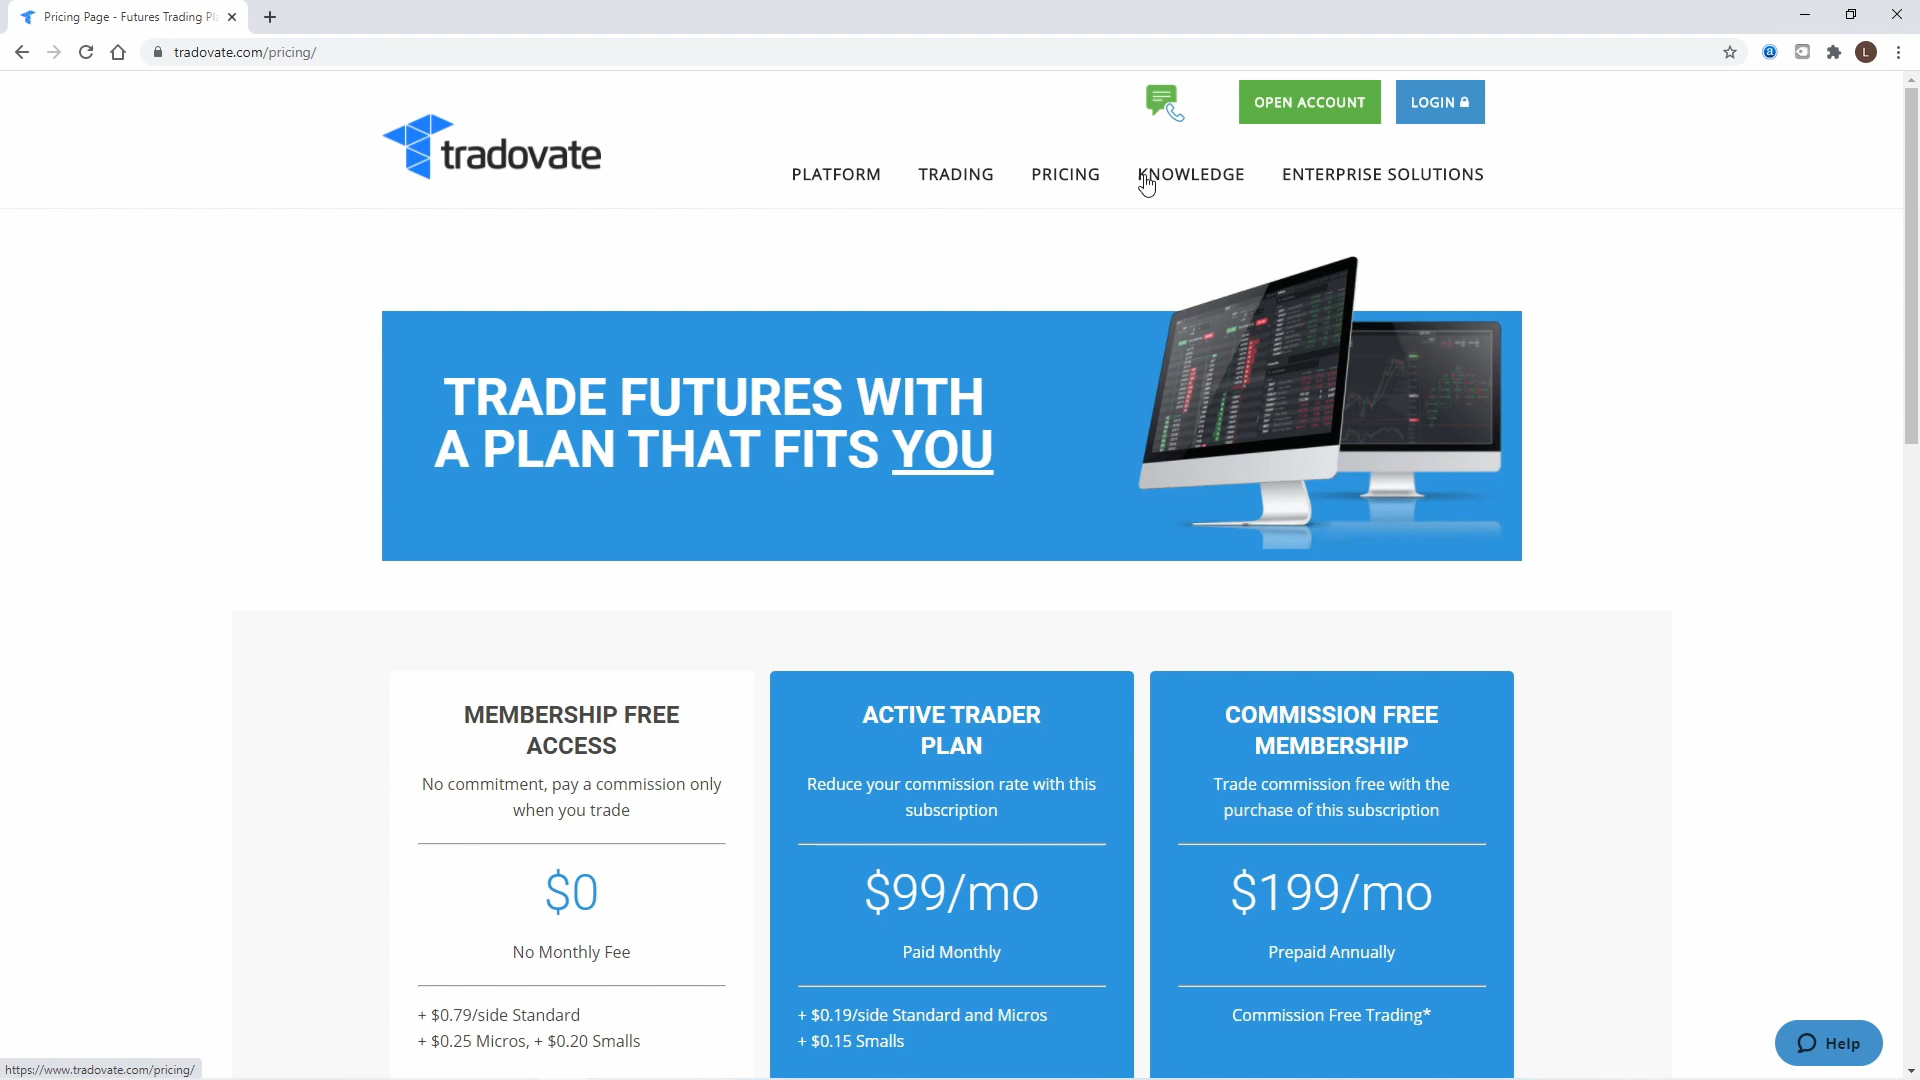 Pricing Page - Futures Trading Pl
tradovate.com/pricing/
L
OPEN ACCOUNT
LOGIN
tradovate
PLATFORM TRADING PRICING KNOWLEDGE ENTERPRISE SOLUTIONS
TRADE FUTURES WITH
A PLAN THAT FITS YOU
MEMBERSHIP FREE
ACCESS
No commitment, pay a commission only
when you trade
$0
No Monthly Fee
+ $0.79/side Standard
+ $0.25 Micros, + $0.20 Smalls
ACTIVE TRADER
PLAN
Reduce your commission rate with this
subscription
$99/mo
Paid Monthly
+ $0.19/side Standard and Micros
+ $0.15 Smalls
COMMISSION FREE
MEMBERSHIP
Trade commission free with the
purchase of this subscription
$199/mo
Prepaid Annually
Commission Free Trading*
Help
https://www.tradovate.com/pricing/